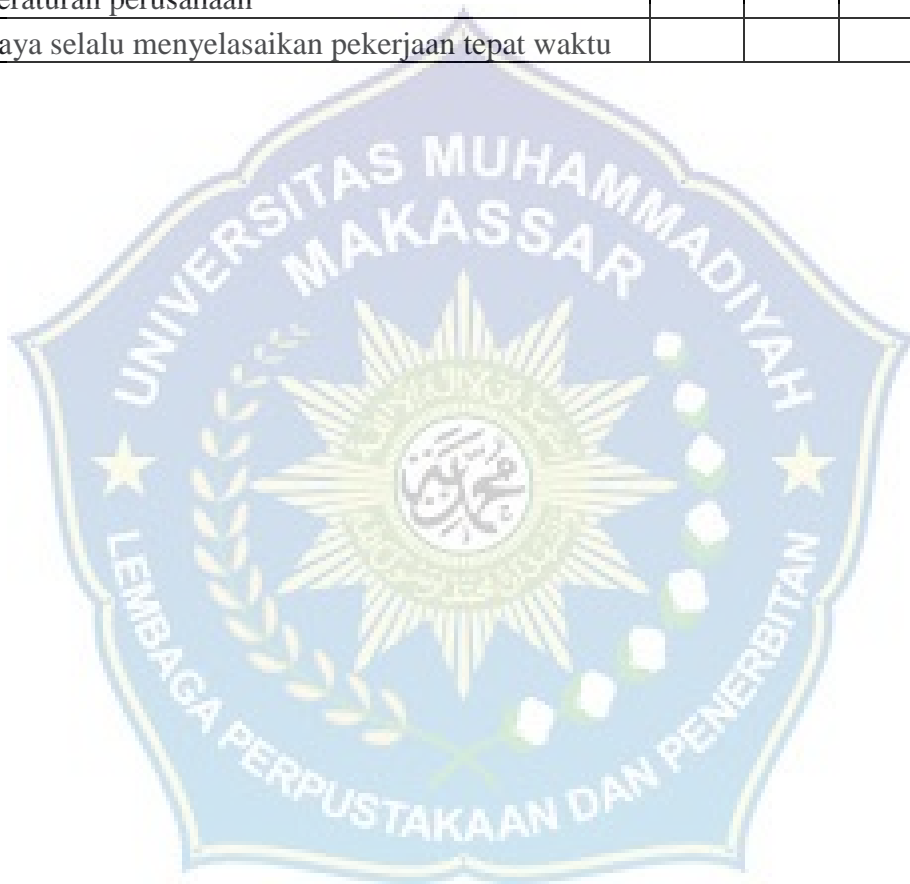 eraturan perusahaan
aya selalu menyelasaikan pekerjaan tepat waktu
UNIVERSITAS MUHAMMADIYAH
MAKASSAR
LEMBAGA PERPUSTAKAAN DAN PENERBITAN